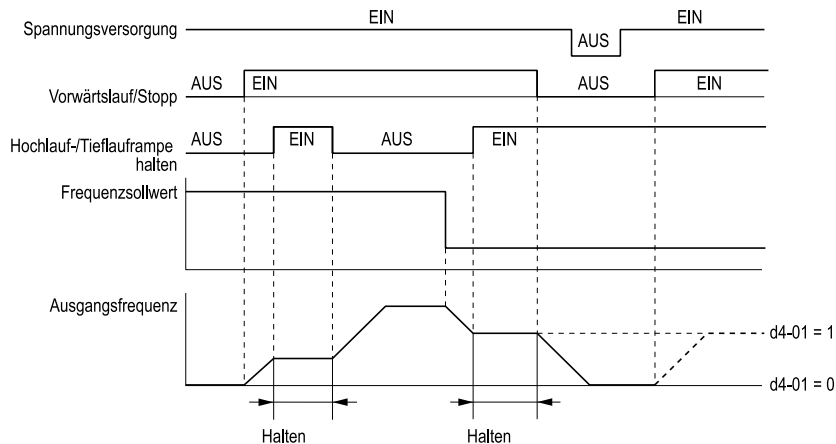 EIN
EIN
Spannungsversorgung
AUS
AUS
EIN
Vorwärtslauf/Stopp
AUS
EIN
AUS
EIN
AUS
EIN
Hochlauf-/Tieflauframpe
halten
Frequenzsollwert
Ausgangsfrequenz
d4-01 = 1
d4-01 = 0
Halten
Halten